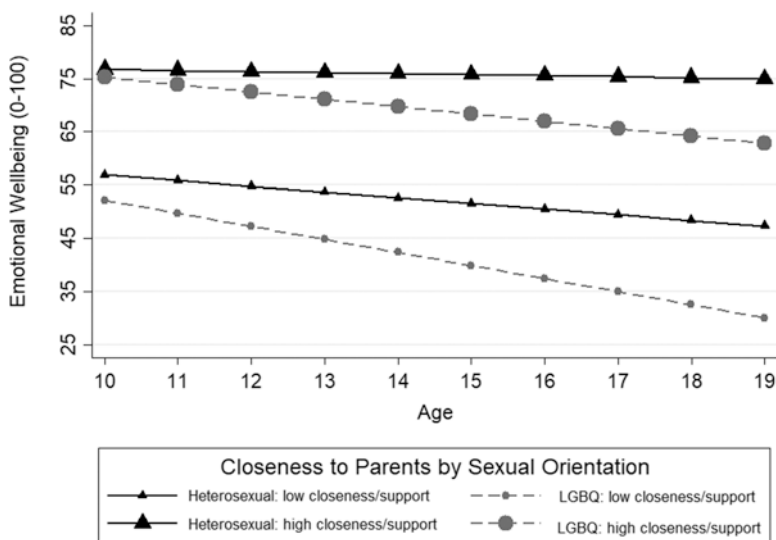 85
75
65
55
45
35
25
Emotional Wellbeing (0-100)
10 11 12 13 14 15 16 17 18 19
Age
Closeness to Parents by Sexual Orientation
Heterosexual: low closeness/support LGBQ: low closeness/support
Heterosexual: high closeness/support LGBQ: high closeness/support